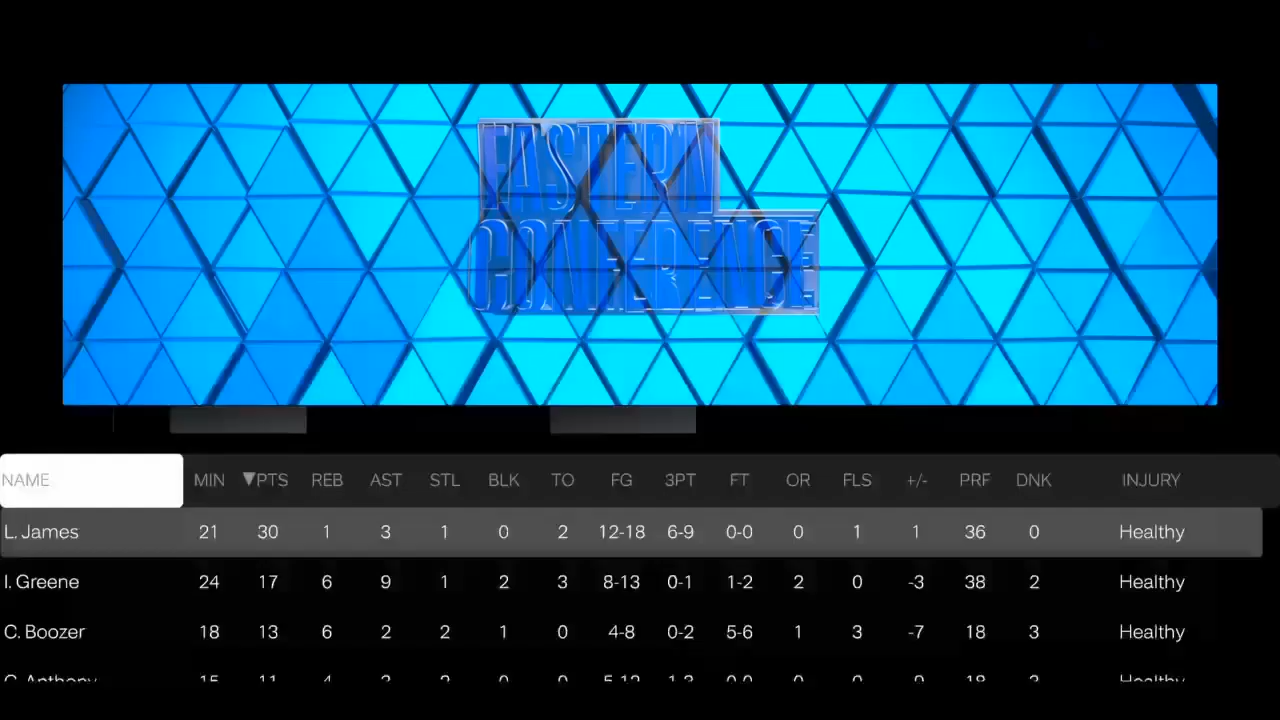 EASTERN
CONFERENCE
NAME MIN ▼PTS REB AST STL BLK TO FG 3PT FT OR FLS +/- PRF DNK INJURY
L. James 21 30 1 3 1 0 2 12-18 6-9 0-0 0 1 1 36 0 Healthy
I. Greene 24 17 6 9 1 2 3 8-13 0-1 1-2 2 0 -3 38 2 Healthy
C. Boozer 18 13 6 2 2 1 0 4-8 0-2 5-6 1 3 -7 18 3 Healthy